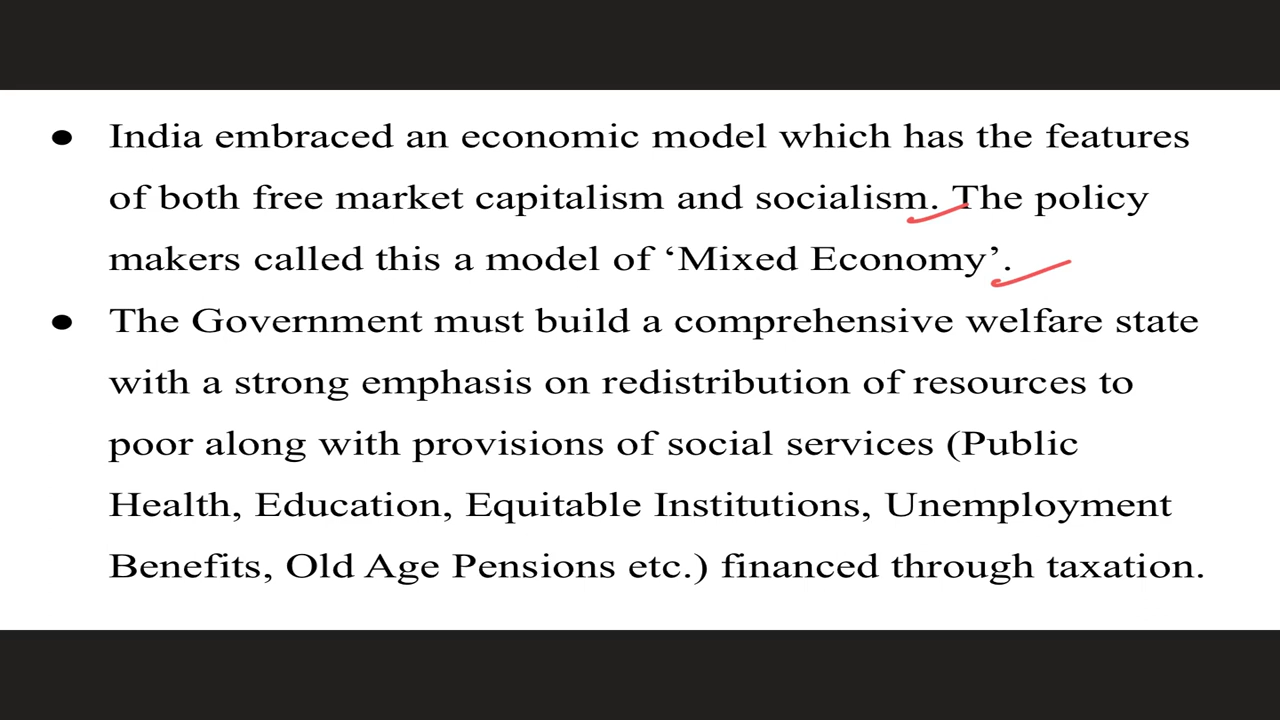 ● India embraced an economic model which has the features
of both free market capitalism and socialism. The policy
makers called this a model of ‘Mixed Economy’.
● The Government must build a comprehensive welfare state
with a strong emphasis on redistribution of resources to
poor along with provisions of social services (Public
Health, Education, Equitable Institutions, Unemployment
Benefits, Old Age Pensions etc.) financed through taxation.